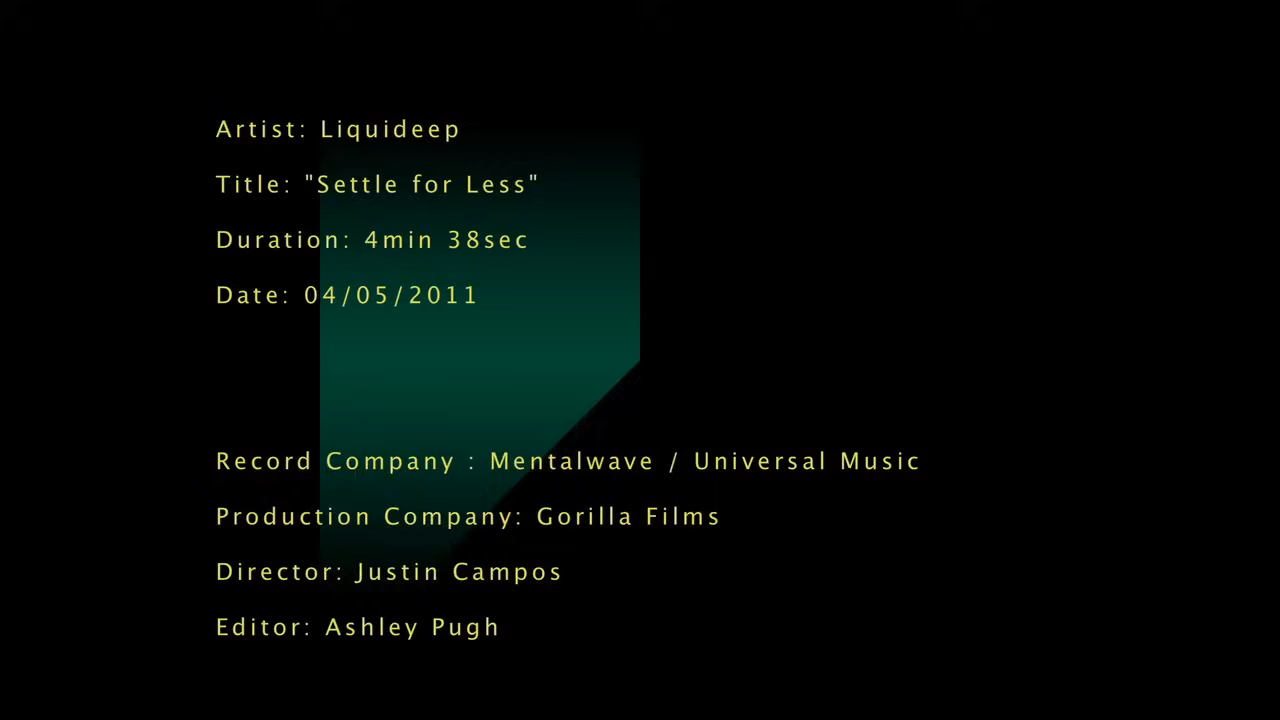 Artist: Liquideep
Title: "Settle for Less"
Duration: 4min 38sec
Date: 04/05/2011
Record Company : Mentalwave / Universal Music
Production Company: Gorilla Films
Director: Justin Campos
Editor: Ashley Pugh